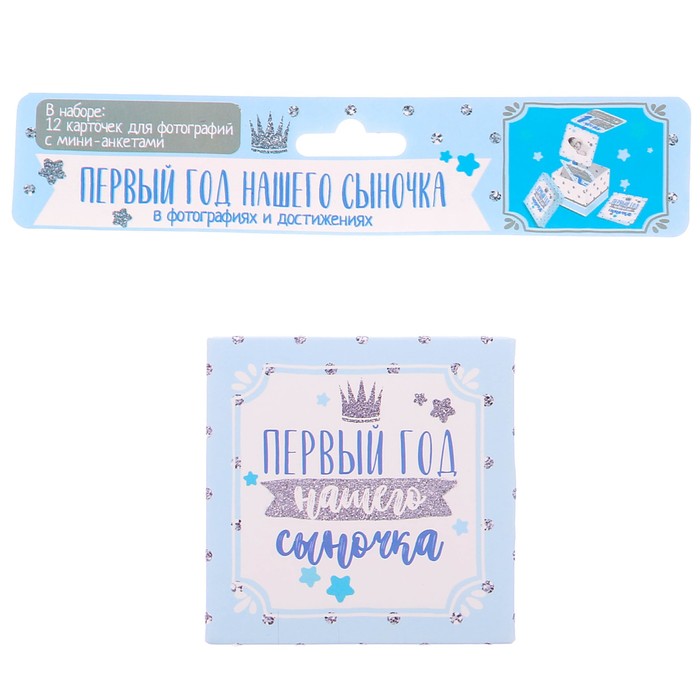 В наборе:
12 карточек для фотографий
с мини-анкетами
ПЕРВЫЙ ГОД НАШЕГО СЫНОЧКА
в фотографиях и достижениях
ПЕРВЫЙ ГОД
нашего
сыночка